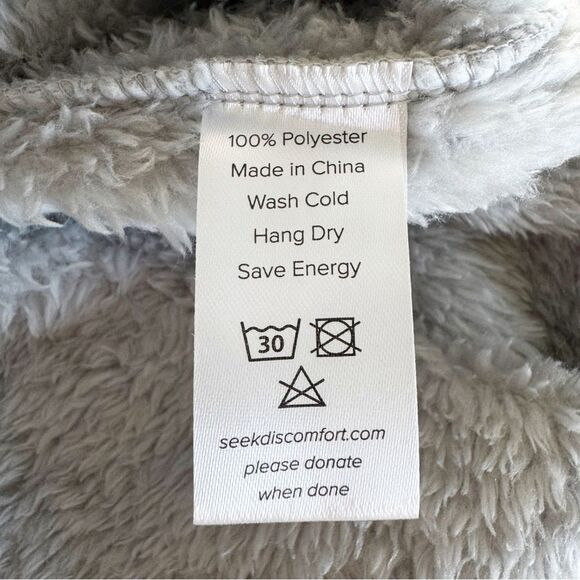 100% Polyester
Made in China
Wash Cold
Hang Dry
Save Energy
30
seekdiscomfort.com
please donate
when done